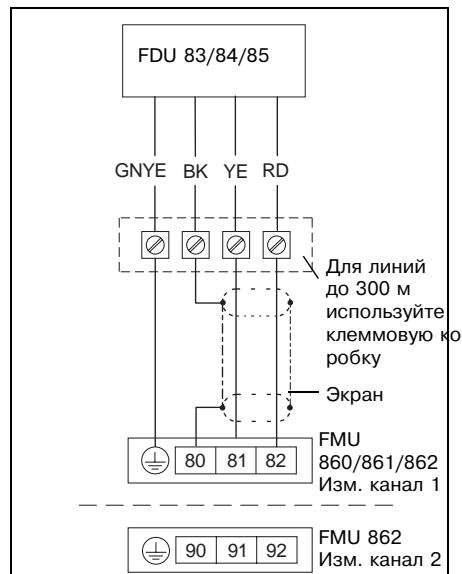 FDU 83/84/85
GNYE BK YE RD
Для линий
до 300 м
используйте
клеммовую ко
робку
Экран
FMU
860/861/862
Изм. канал 1
80 81 82
FMU 862
Изм. канал 2
90 91 92